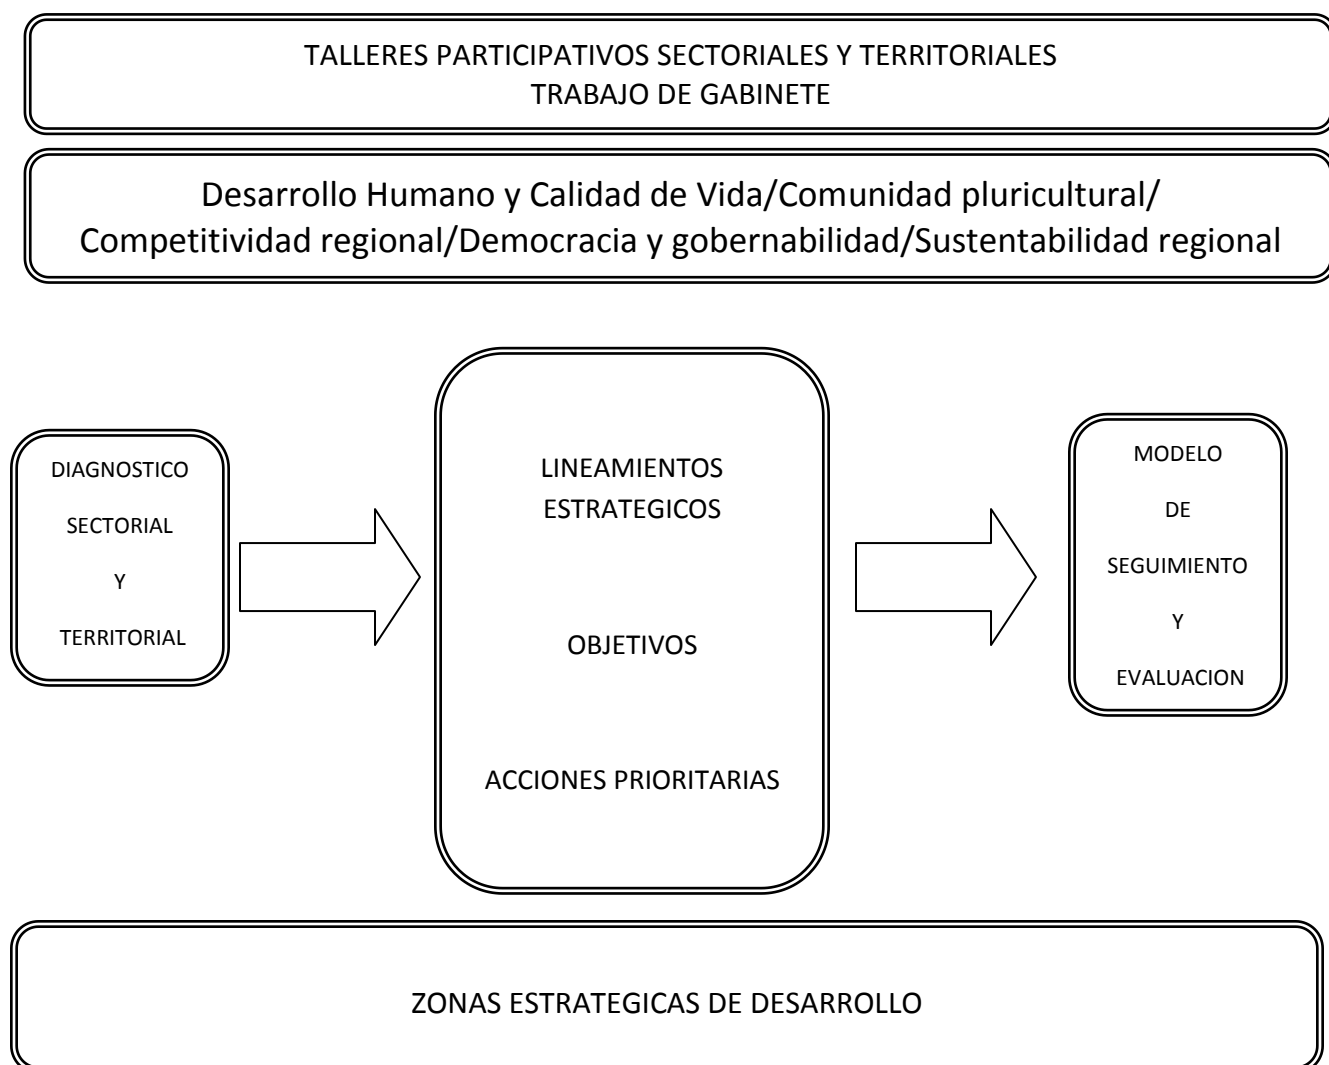 TALLERES PARTICIPATIVOS SECTORIALES Y TERRITORIALES
TRABAJO DE GABINETE
Desarrollo Humano y Calidad de Vida/Comunidad pluricultural/
Competitividad regional/Democracia y gobernabilidad/Sustentabilidad regional
DIAGNOSTICO
SECTORIAL
Y
TERRITORIAL
LINEAMIENTOS
ESTRATEGICOS
OBJETIVOS
ACCIONES PRIORITARIAS
MODELO
DE
SEGUIMIENTO
Y
EVALUACION
ZONAS ESTRATEGICAS DE DESARROLLO